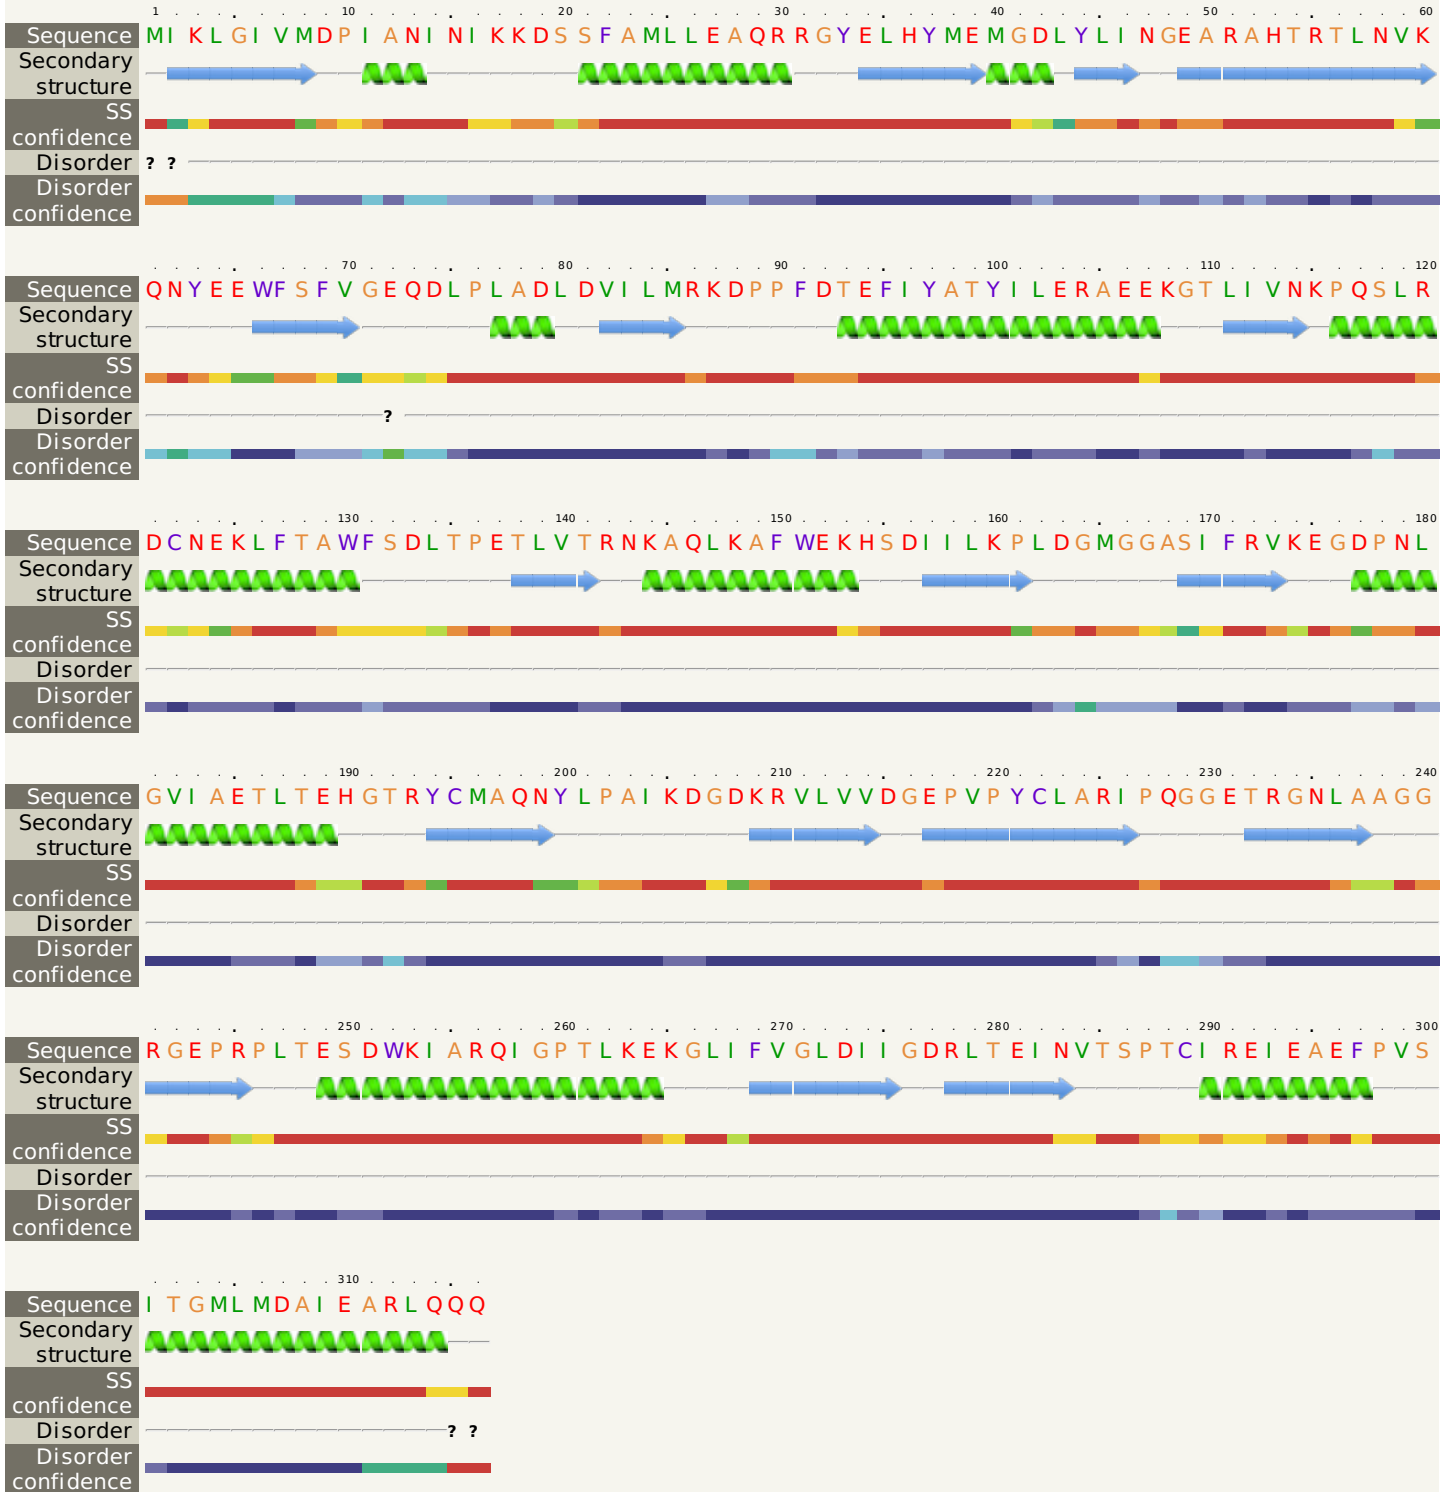 1 . . . . . . . . 10 . . . . . . . . . 20 . . . . . . . . . 30 . . . . . . . . . 40 . . . . . . . . . 50 . . . . . . . . . 60
Sequence MIKLGIVMDPIANINIKKDSSFAMLLEAQRRGYELHYMEMGDLYLINGEARAHTRTLNVK
Secondary
structure
SS
confidence
Disorder ? ?
Disorder
confidence
. . . . . . . . . 70 . . . . . . . . . 80 . . . . . . . . . 90 . . . . . . . . . 100 . . . . . . . . . 110 . . . . . . . . . 120
Sequence QNYEEWFSFVGEQDLPLADLDVILMRKDPPFDTEFIYATYILERAEEKGTLIVNKPQSLR
Secondary
structure
SS
confidence
Disorder ?
Disorder
confidence
. . . . . . . . . 130 . . . . . . . . . 140 . . . . . . . . . 150 . . . . . . . . . 160 . . . . . . . . . 170 . . . . . . . . . 180
Sequence DCNEKLFTAWFSDLTPETLVTRNKAQLKAFWEKHSDIILKPLDGMGGASIFRVKEGDPNL
Secondary
structure
SS
confidence
Disorder
Disorder
confidence
. . . . . . . . . 190 . . . . . . . . . 200 . . . . . . . . . 210 . . . . . . . . . 220 . . . . . . . . . 230 . . . . . . . . . 240
Sequence GVIAETLTEHGTRYCMAQNYLPAIKDGDKRVLVVDGEPVPYCLARIPQGGETRGNLAAGG
Secondary
structure
SS
confidence
Disorder
Disorder
confidence
. . . . . . . . . 250 . . . . . . . . . 260 . . . . . . . . . 270 . . . . . . . . . 280 . . . . . . . . . 290 . . . . . . . . . 300
Sequence RGEPRPLTESDWKIARQIGPTLKEKGLIFVGLDIIGDRLTEINVTSPTCIREIEAEFPVS
Secondary
structure
SS
confidence
Disorder
Disorder
confidence
. . . . . . . . . 310 . . . . . .
Sequence ITGMLMDAIEARLQQQ
Secondary
structure
SS
confidence
Disorder ? ?
Disorder
confidence